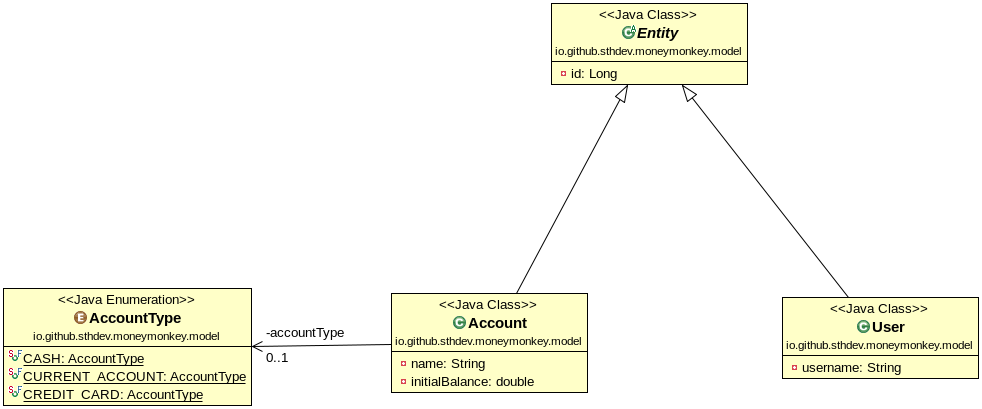 <<Java Class>>
Entity
io.github.sthdev.moneymonkey.model
id: Long
<<Java Enumeration>>
AccountType
io.github.sthdev.moneymonkey.model
CASH: AccountType
CURRENT_ACCOUNT: AccountType
CREDIT_CARD: AccountType
-accountType
0..1
<<Java Class>>
Account
io.github.sthdev.moneymonkey.model
name: String
initialBalance: double
<<Java Class>>
User
io.github.sthdev.moneymonkey.model
username: String